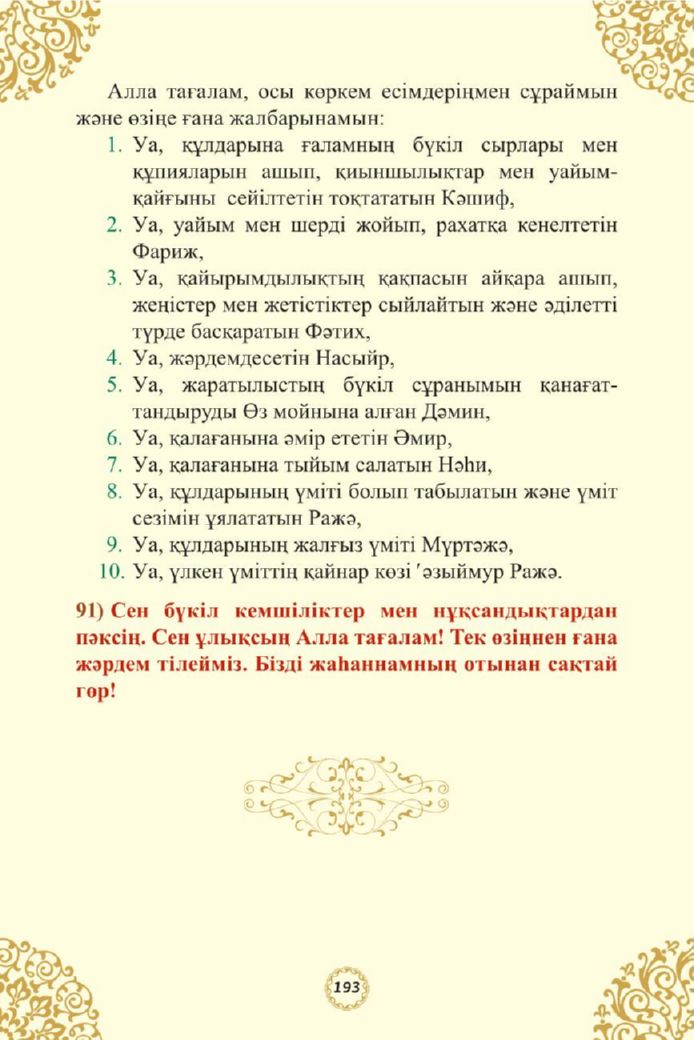 Алла тағалам, осы көркем есімдеріңмен сұраймын
және өзіңе ғана жалбарынамын:
1. Уа, құлдарына ғаламның бүкіл сырлары мен
құпияларын ашып, қиыншылықтар мен уайым-
қайғыны сейілтетін тоқтататын Кәшиф,
2. Уа, уайым мен шерді жойып, рахатқа кенелтетін
Фариж,
3. Уа, қайырымдылықтың қақпасын айқара ашып,
жеңістер мен жетістіктер сыйлайтын және әділетті
түрде басқаратын Фәтих,
4. Уа, жәрдемдесетін Насыйр,
5. Уа, жаратылыстың бүкіл сұранымын қанағат-
тандыруды Өз мойнына алған Дәмин,
6. Уа, қалағанына әмір ететін Әмир,
7. Уа, қалағанына тыйым салатын Нәһи,
8. Уа, құлдарының үміті болып табылатын және үміт
сезімін ұялататын Ражә,
9. Уа, құлдарының жалғыз үміті Мүртәжә,
10. Уа, үлкен үміттің қайнар көзі ʹәзыймур Ражә.
91) Сен бүкіл кемшіліктер мен нұқсандықтардан
пәксің. Сен ұлықсың Алла тағалам! Тек өзіңнен ғана
жәрдем тілейміз. Бізді жаһаннамның отынан сақтай
гөр!
193